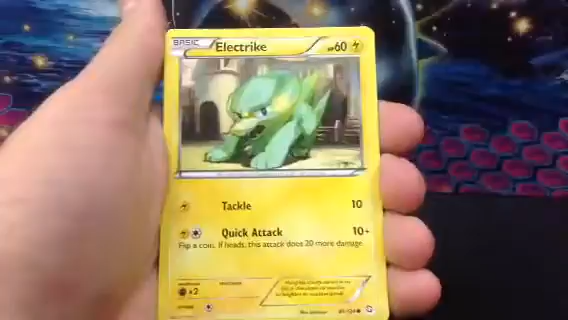 BASIC Electrike HP60
Tackle 10
Quick Attack 10+
Flip a coin. If heads, this attack does 20 more damage.
×2